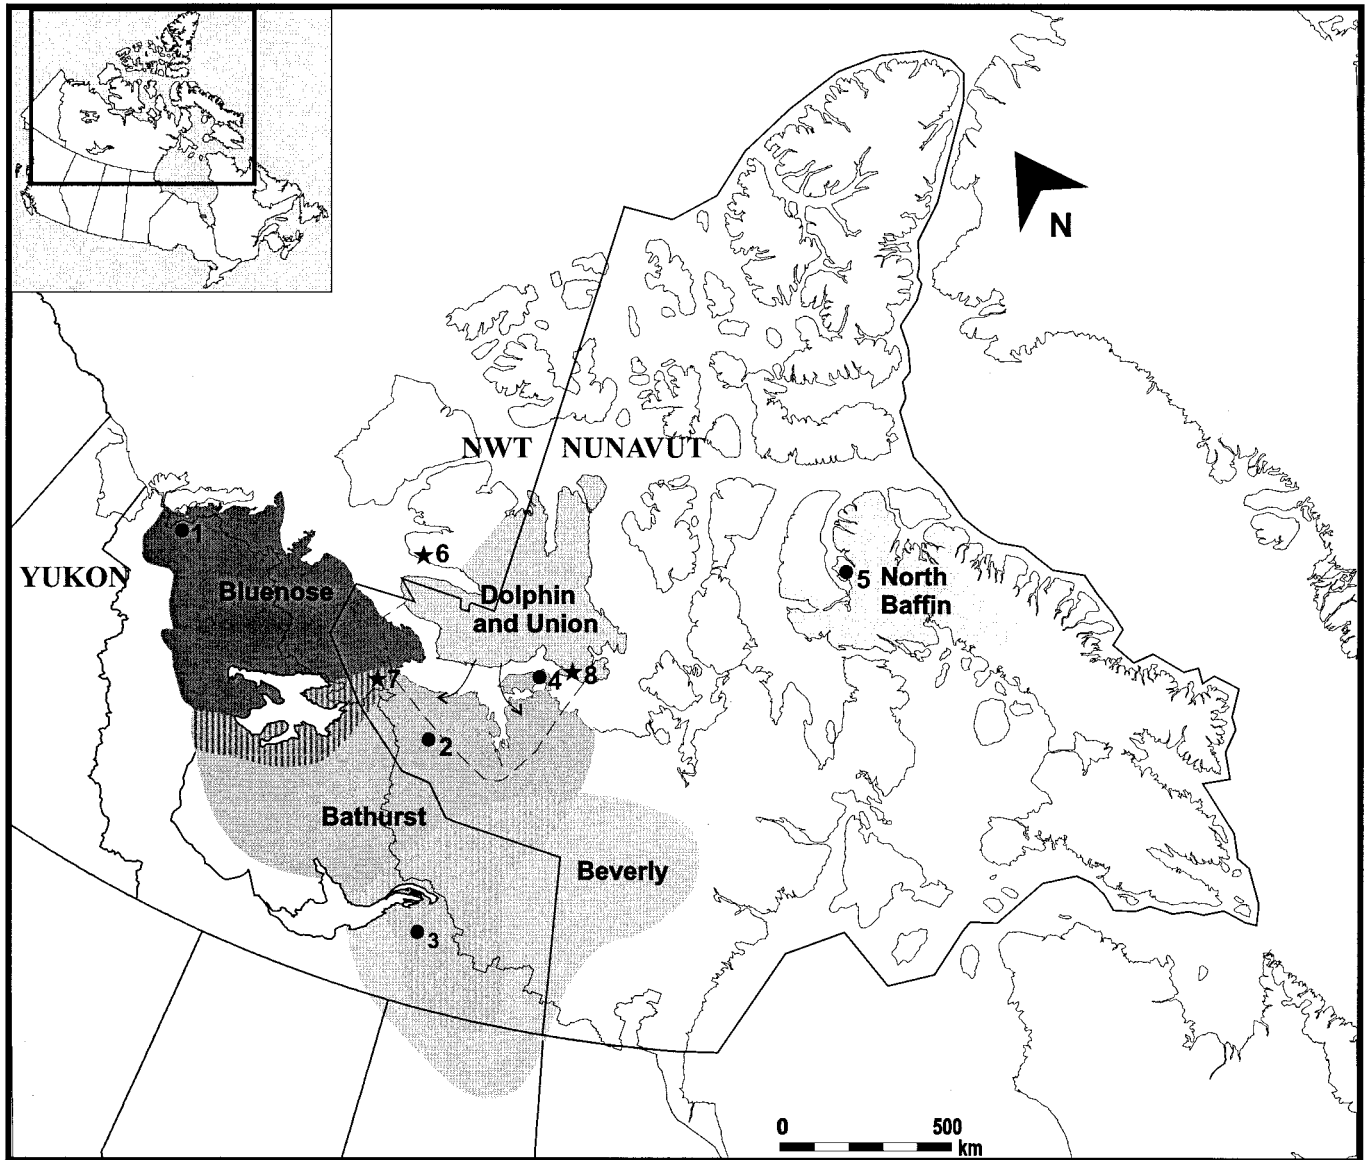 N
NWT NUNAVUT
6
1
YUKON
Bluenose
Dolphin
and Union
5 North
Baffin
7
4
8
2
Bathurst
Beverly
3
0 500
km